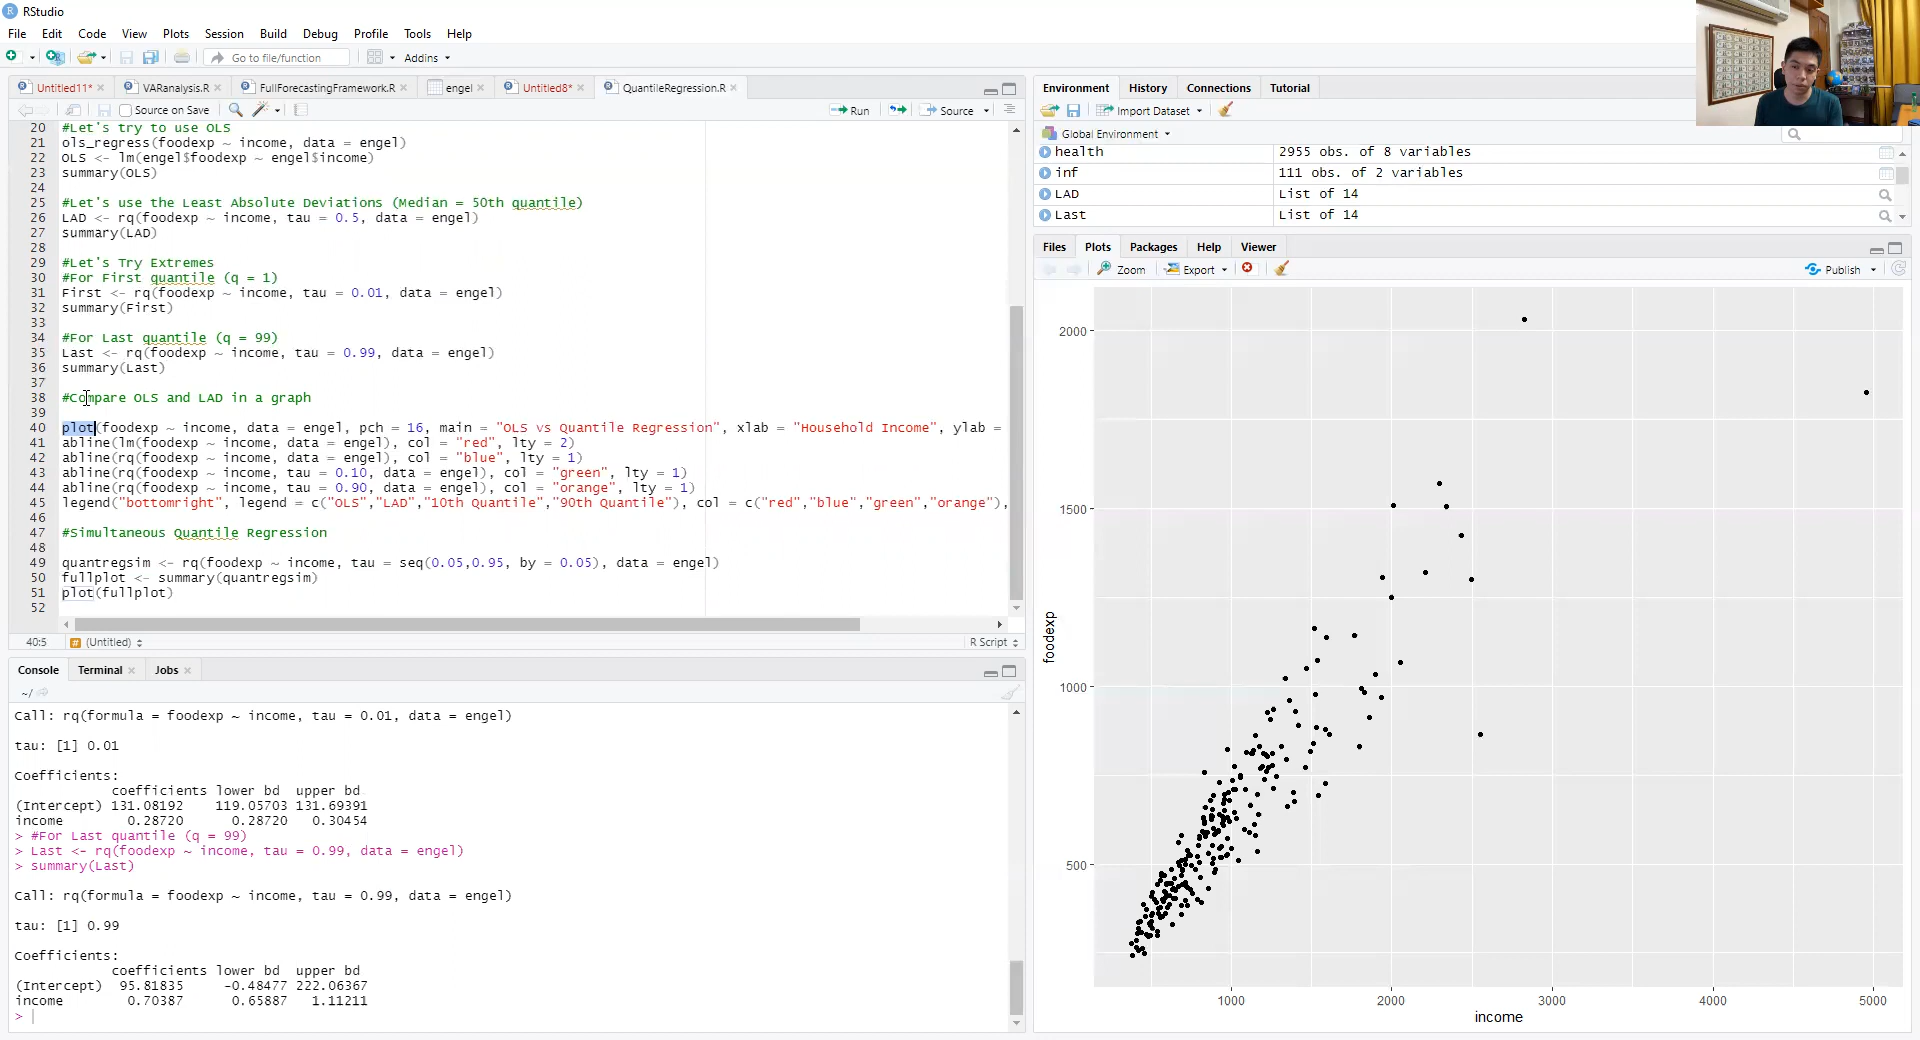 RStudio
File Edit Code View Plots Session Build Debug Profile Tools Help
Go to file/function Addins
Untitled11* VARanalysis.R FullForecastingFramework.R engel Untitled8* QuantileRegression.R
Source on Save Run Source
20 #Let's try to use OLS
21 ols_regress(foodexp ~ income, data = engel)
22 OLS <- lm(engel$foodexp ~ engel$income)
23 summary(OLS)
24
25 #Let's use the Least Absolute Deviations (Median = 50th quantile)
26 LAD <- rq(foodexp ~ income, tau = 0.5, data = engel)
27 summary(LAD)
28
29 #Let's Try Extremes
30 #For First quantile (q = 1)
31 First <- rq(foodexp ~ income, tau = 0.01, data = engel)
32 summary(First)
33
34 #For Last quantile (q = 99)
35 Last <- rq(foodexp ~ income, tau = 0.99, data = engel)
36 summary(Last)
37
38 #Compare OLS and LAD in a graph
39
40 plot(foodexp ~ income, data = engel, pch = 16, main = "OLS vs Quantile Regression", xlab = "Household Income", ylab =
41 abline(lm(foodexp ~ income, data = engel), col = "red", lty = 2)
42 abline(rq(foodexp ~ income, data = engel), col = "blue", lty = 1)
43 abline(rq(foodexp ~ income, tau = 0.10, data = engel), col = "green", lty = 1)
44 abline(rq(foodexp ~ income, tau = 0.90, data = engel), col = "orange", lty = 1)
45 legend("bottomright", legend = c("OLS","LAD","10th Quantile","90th Quantile"), col = c("red","blue","green","orange"),
46
47 #Simultaneous Quantile Regression
48
49 quantregsim <- rq(foodexp ~ income, tau = seq(0.05,0.95, by = 0.05), data = engel)
50 fullplot <- summary(quantregsim)
51 plot(fullplot)
52
40:5 # (Untitled) R Script
Console Terminal Jobs
~/
Call: rq(formula = foodexp ~ income, tau = 0.01, data = engel)
tau: [1] 0.01
Coefficients:
coefficients lower bd upper bd
(Intercept) 131.08192 119.05703 131.69391
income 0.28720 0.28720 0.30454
> #For Last quantile (q = 99)
> Last <- rq(foodexp ~ income, tau = 0.99, data = engel)
> summary(Last)
Call: rq(formula = foodexp ~ income, tau = 0.99, data = engel)
tau: [1] 0.99
Coefficients:
coefficients lower bd upper bd
(Intercept) 95.81835 -0.48477 222.06367
income 0.70387 0.65887 1.11211
>
Environment History Connections Tutorial
Import Dataset
Global Environment
health 2955 obs. of 8 variables
inf 111 obs. of 2 variables
LAD List of 14
Last List of 14
Files Plots Packages Help Viewer
Zoom Export Publish
2000
1500
foodexp
1000
500
1000 2000 3000 4000 5000
income